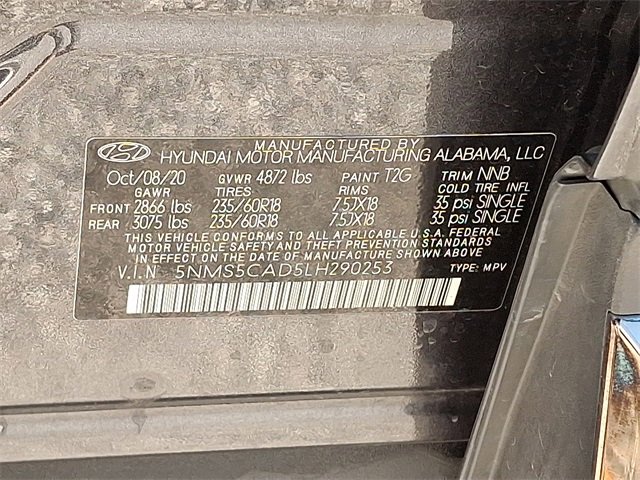 MANUFACTURED BY
HYUNDAI MOTOR MANUFACTURING ALABAMA, LLC
Oct/08/20 GVWR 4872 lbs PAINT T2G TRIM NNB
GAWR TIRES RIMS COLD TIRE INFL
FRONT 2866 lbs 235/60R18 7.5JX18 35 psi SINGLE
REAR 3075 lbs 235/60R18 7.5JX18 35 psi SINGLE
THIS VEHICLE CONFORMS TO ALL APPLICABLE U.S.A. FEDERAL
MOTOR VEHICLE SAFETY AND THEFT PREVENTION STANDARDS
IN EFFECT ON THE DATE OF MANUFACTURE SHOWN ABOVE
V.I.N 5NMS5CAD5LH290253 TYPE: MPV